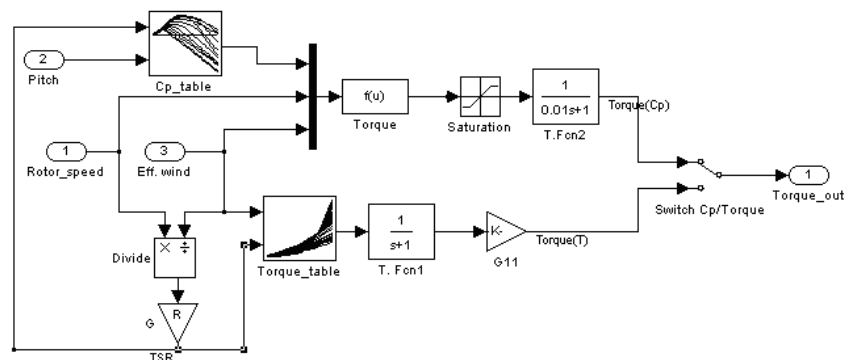 2
Pitch
Cp_table
1
Rotor_speed
3
Eff. wind
f(u)
Torque
Saturation
1
0.01s+1
T.Fcn2
Torque(Cp)
Switch Cp/Torque
1
Torque_out
× ÷
Divide
R
G
TSR
Torque_table
1
s+1
T. Fcn1
K-
G11
Torque(T)